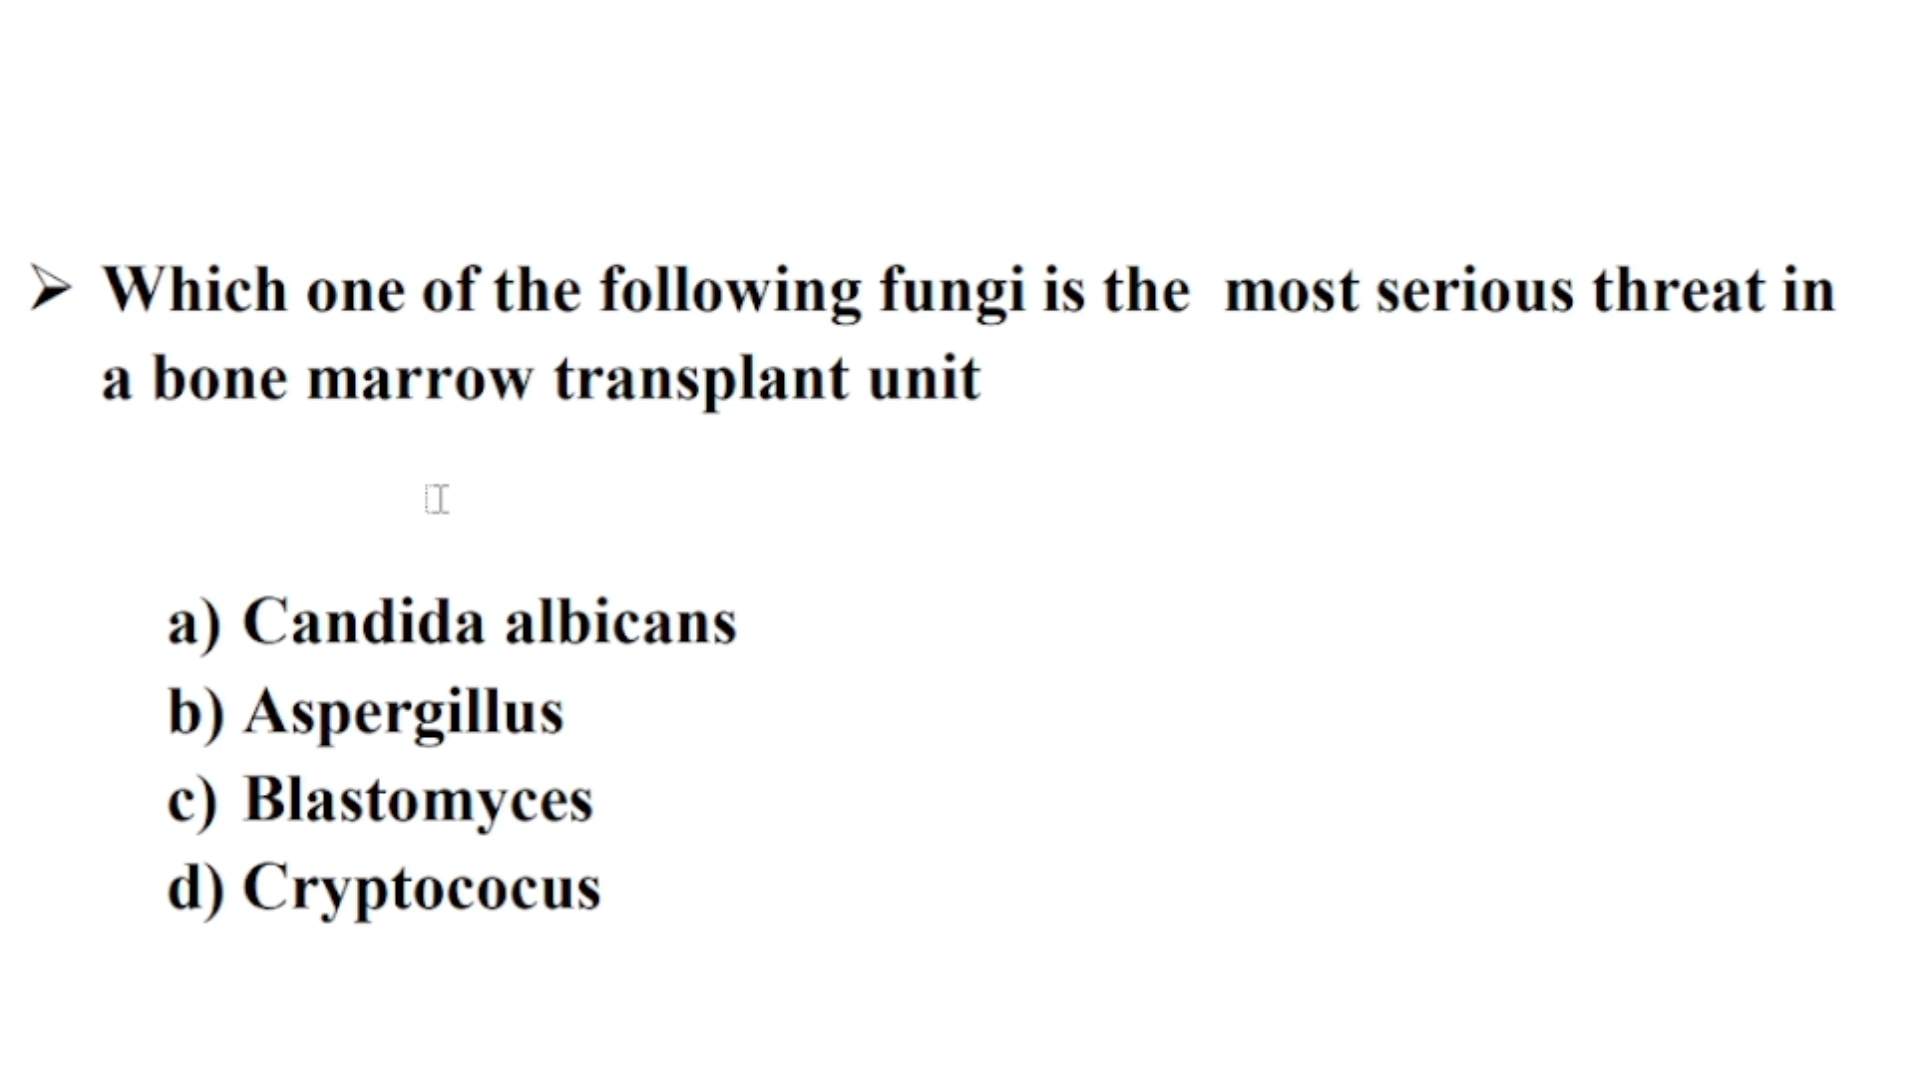 ➢ Which one of the following fungi is the most serious threat in
a bone marrow transplant unit
a) Candida albicans
b) Aspergillus
c) Blastomyces
d) Cryptococus